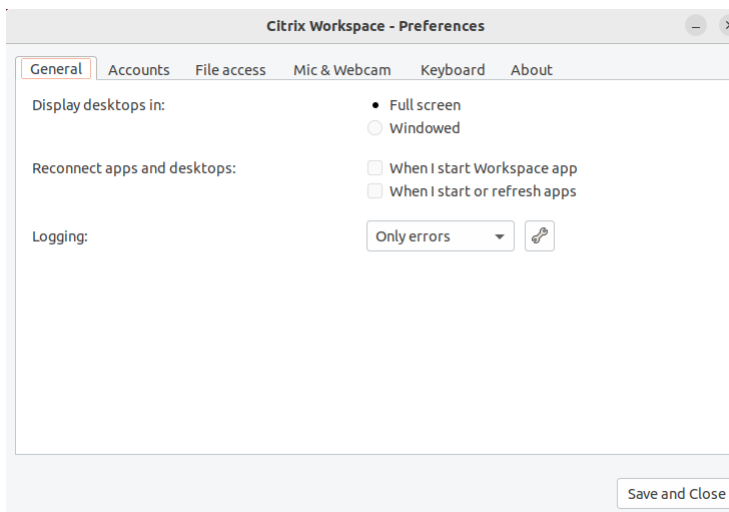 Citrix Workspace - Preferences
General Accounts File access Mic & Webcam Keyboard About
Display desktops in: Full screen
Windowed
Reconnect apps and desktops: When I start Workspace app
When I start or refresh apps
Logging: Only errors
Save and Close